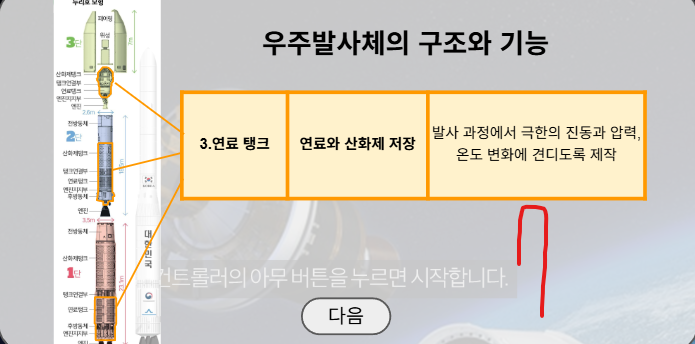 누리호 모형
우주발사체의 구조와 기능
페어링
위성
3단
7m
산화제탱크
탱크연결부
연료탱크
엔진지지부
엔진
2.6m
전방동체
2단
산화제탱크
탱크연결부
연료탱크
엔진지지부
후방동체
엔진
3.5m
전방동체
산화제탱크
1단
탱크연결부
연료탱크
후방동체
엔진지지부
엔진
대한민국
3.연료 탱크
연료와 산화제 저장
발사 과정에서 극한의 진동과 압력,
온도 변화에 견디도록 제작
컨트롤러의 아무 버튼을 누르면 시작합니다.
다음